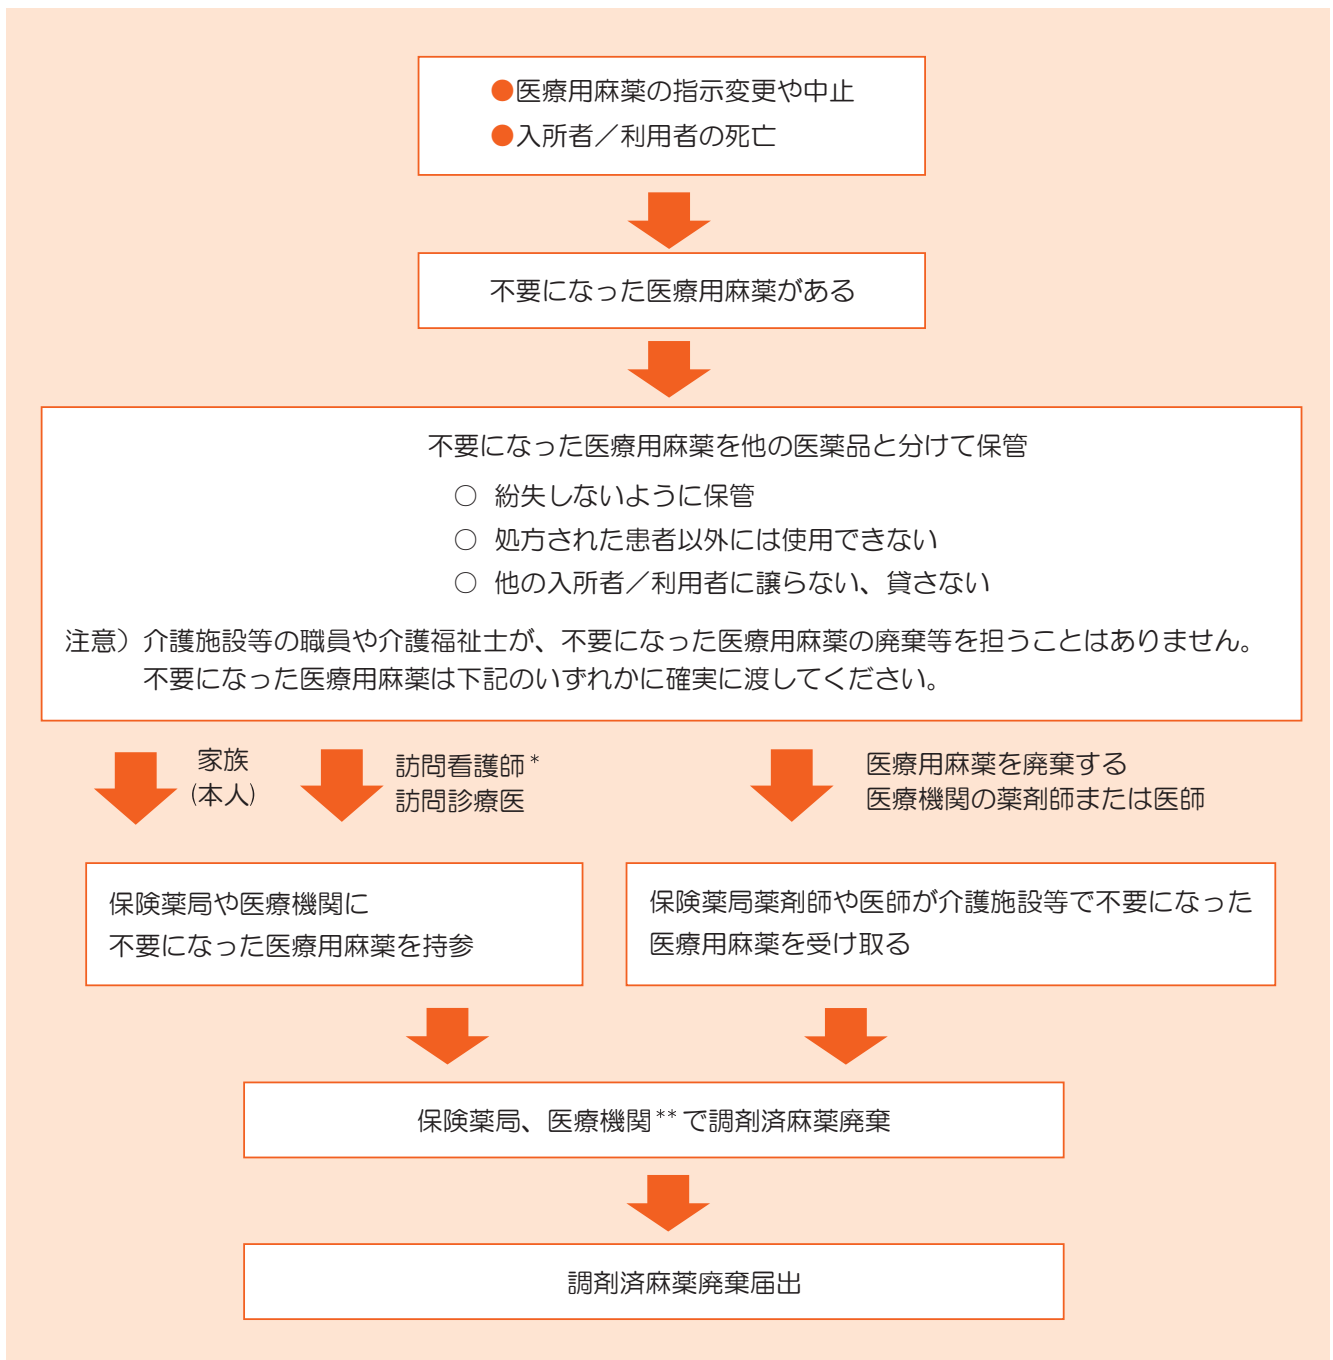 ●医療用麻薬の指示変更や中止
●入所者／利用者の死亡
不要になった医療用麻薬がある
不要になった医療用麻薬を他の医薬品と分けて保管
○ 紛失しないように保管
○ 処方された患者以外には使用できない
○ 他の入所者／利用者に譲らない、貸さない
注意）介護施設等の職員や介護福祉士が、不要になった医療用麻薬の廃棄等を担うことはありません。
不要になった医療用麻薬は下記のいずれかに確実に渡してください。
家族
(本人)
訪問看護師*
訪問診療医
医療用麻薬を廃棄する
医療機関の薬剤師または医師
保険薬局や医療機関に
不要になった医療用麻薬を持参
保険薬局薬剤師や医師が介護施設等で不要になった
医療用麻薬を受け取る
保険薬局、医療機関**で調剤済麻薬廃棄
調剤済麻薬廃棄届出